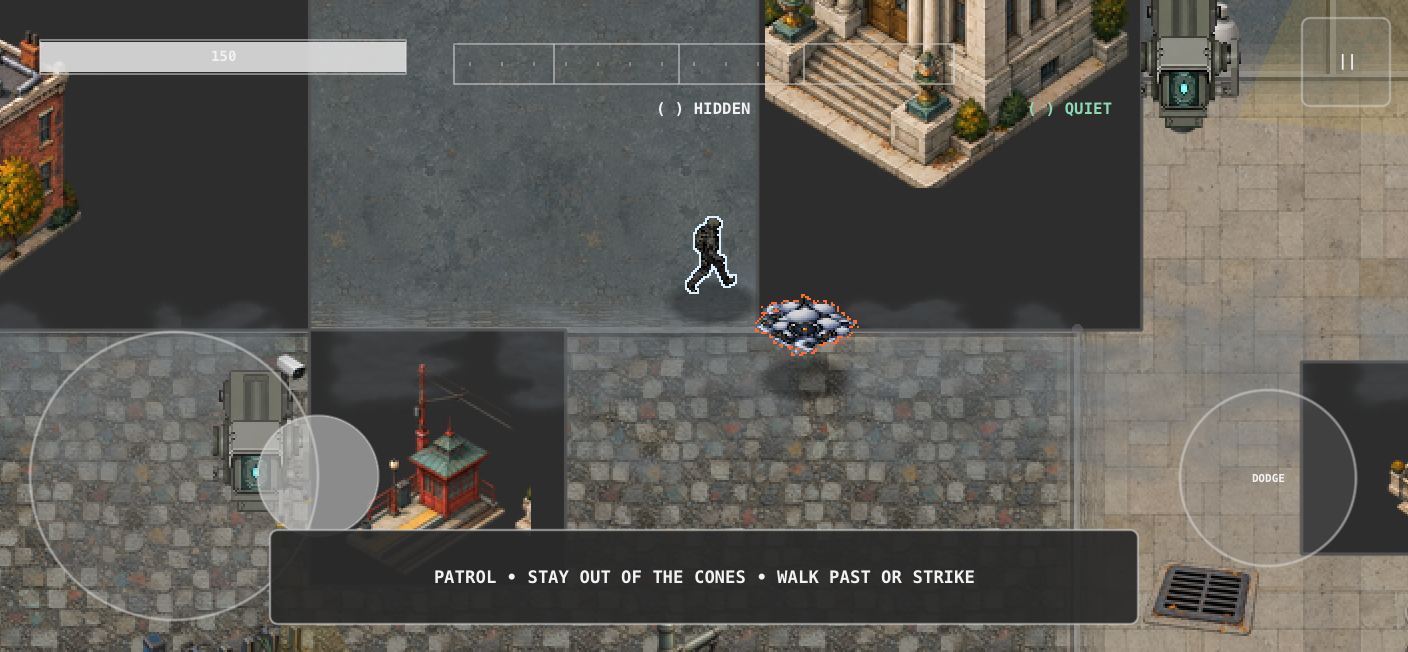 150
( ) HIDDEN
( ) QUIET
||
DODGE
PATROL • STAY OUT OF THE CONES • WALK PAST OR STRIKE